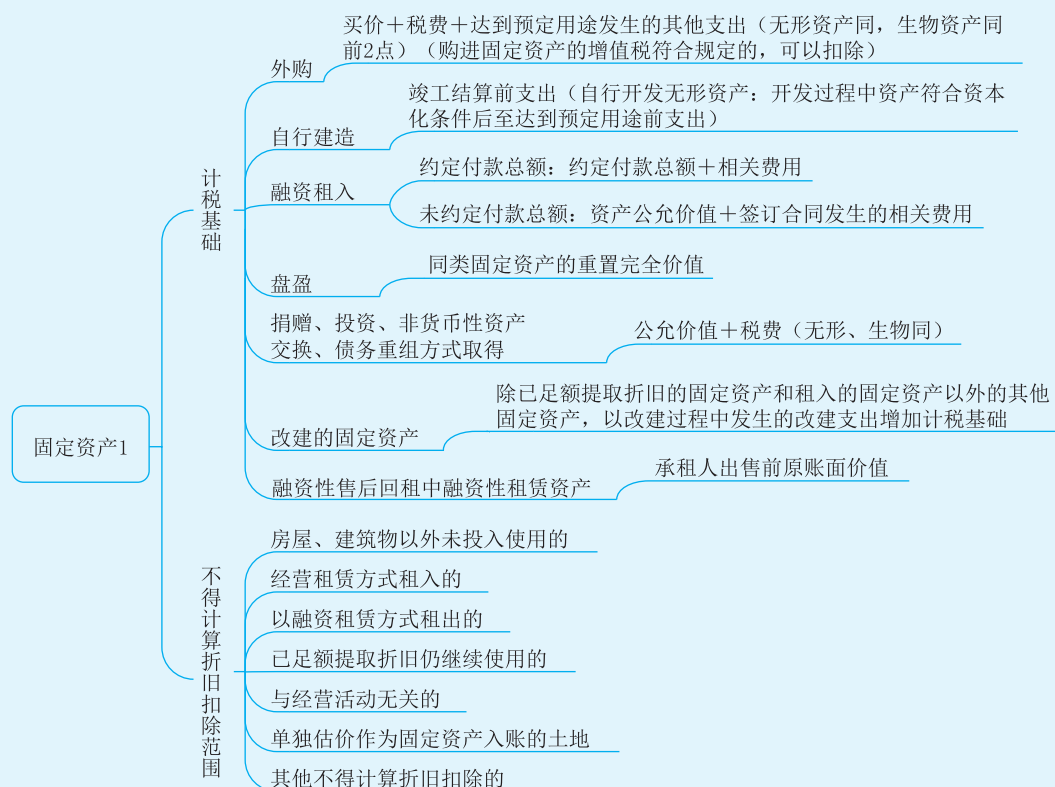 固定资产1
计税基础
外购
买价＋税费＋达到预定用途发生的其他支出（无形资产同，生物资产同
前2点）（购进固定资产的增值税符合规定的，可以扣除）
自行建造
竣工结算前支出（自行开发无形资产：开发过程中资产符合资本
化条件后至达到预定用途前支出）
融资租入
约定付款总额：约定付款总额＋相关费用
未约定付款总额：资产公允价值＋签订合同发生的相关费用
盘盈
同类固定资产的重置完全价值
捐赠、投资、非货币性资产
交换、债务重组方式取得
公允价值＋税费（无形、生物同）
改建的固定资产
除已足额提取折旧的固定资产和租入的固定资产以外的其他
固定资产，以改建过程中发生的改建支出增加计税基础
融资性售后回租中融资性租赁资产
承租人出售前原账面价值
不得计算折旧扣除范围
房屋、建筑物以外未投入使用的
经营租赁方式租入的
以融资租赁方式租出的
已足额提取折旧仍继续使用的
与经营活动无关的
单独估价作为固定资产入账的土地
其他不得计算折旧扣除的